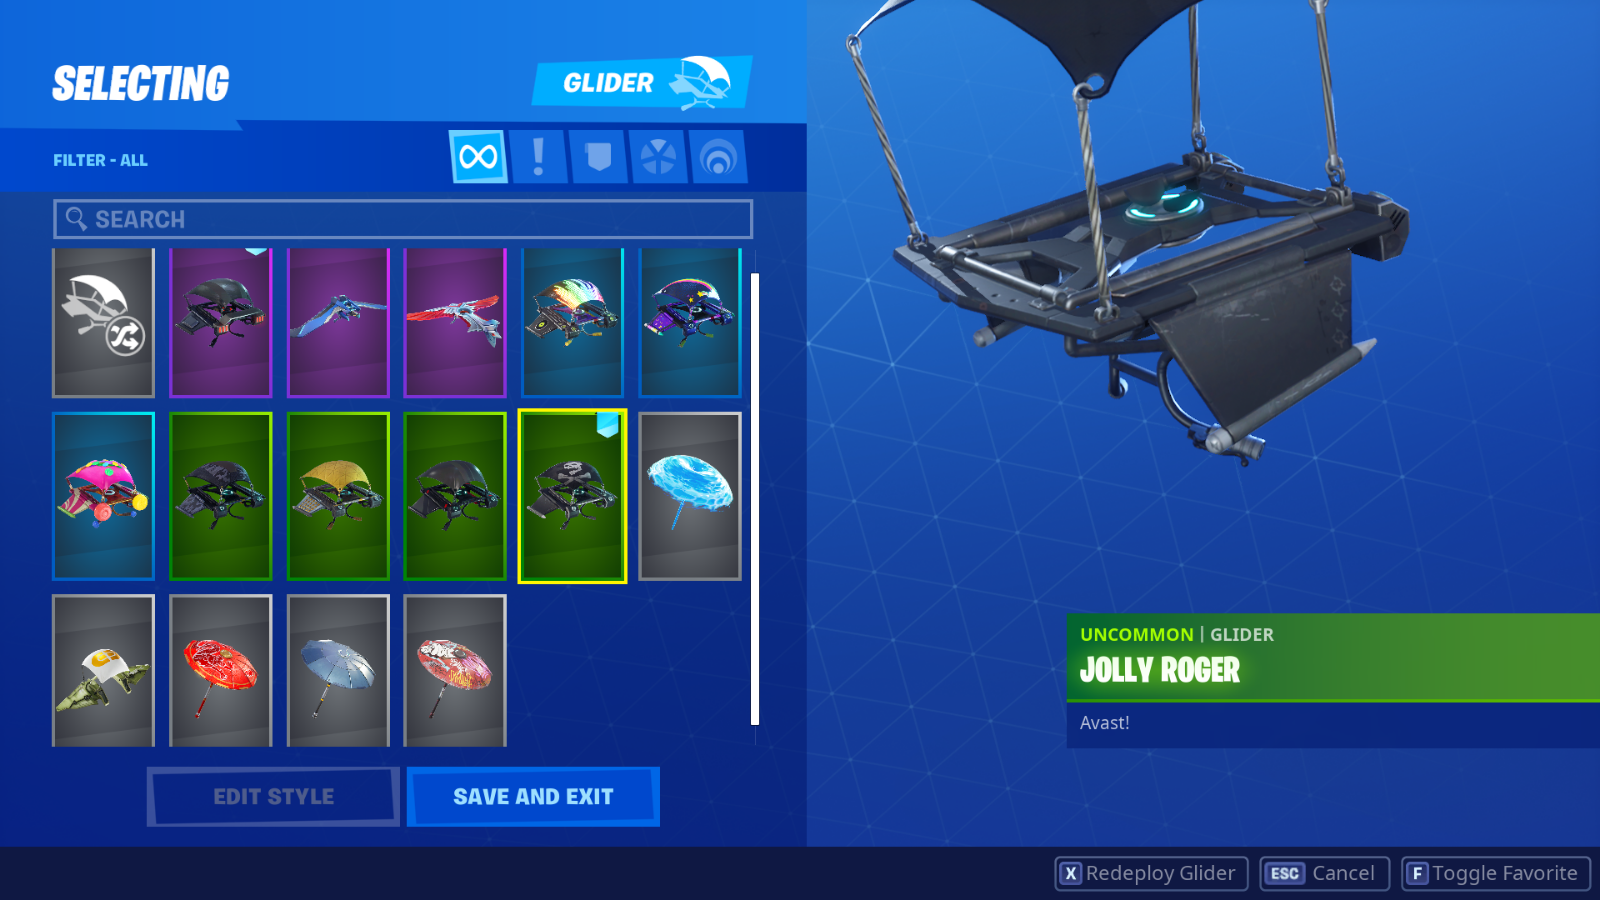 SELECTING
GLIDER
FILTER - ALL
SEARCH
UNCOMMON | GLIDER
JOLLY ROGER
Avast!
EDIT STYLE
SAVE AND EXIT
X Redeploy Glider
ESC Cancel
F Toggle Favorite